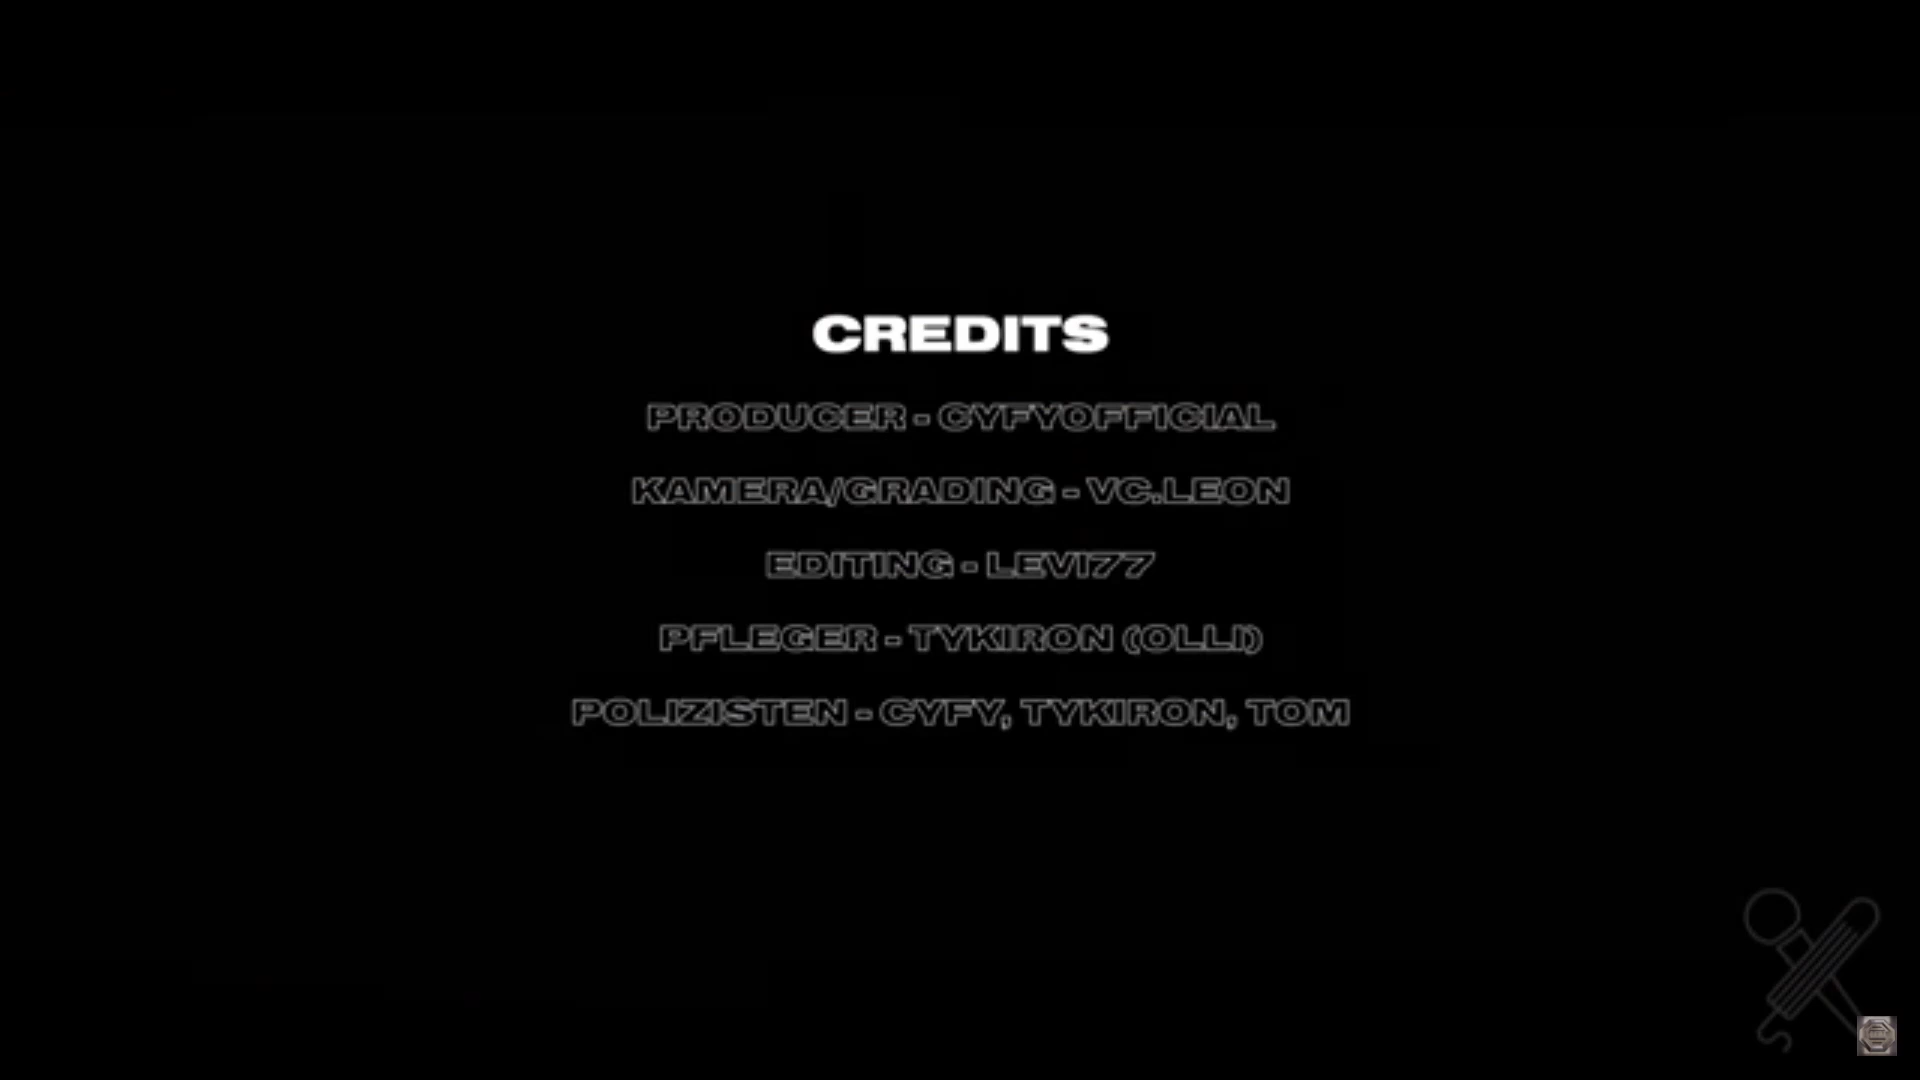 CREDITS
PRODUCER - CYFYOFFICIAL
KAMERA/GRADING - VC.LEON
EDITING - LEVI77
PFLEGER - TYKIRON (OLLI)
POLIZISTEN - CYFY, TYKIRON, TOM